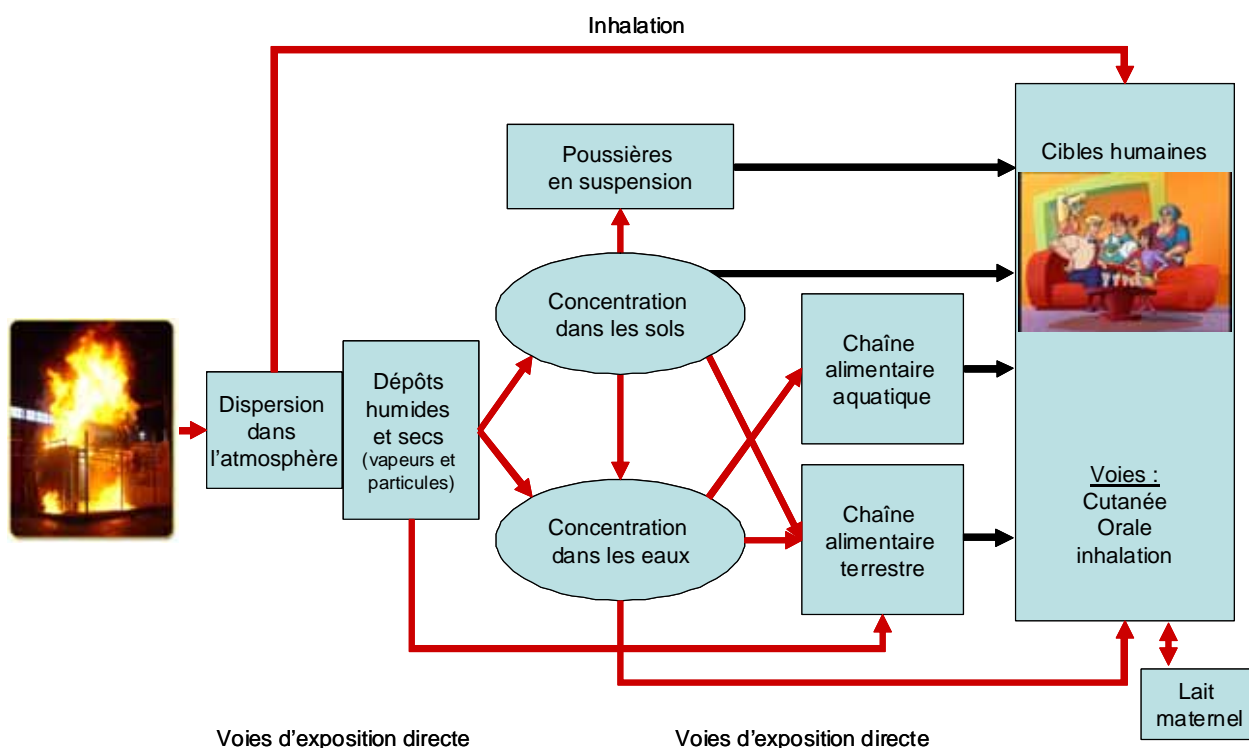 Inhalation
Poussières
en suspension
Cibles humaines
Concentration
dans les sols
Chaîne
alimentaire
aquatique
Dispersion
dans
l'atmosphère
Dépôts
humides
et secs
(vapeurs et
particules)
Concentration
dans les eaux
Chaîne
alimentaire
terrestre
Voies :
Cutanée
Orale
inhalation
Lait
maternel
Voies d'exposition directe
Voies d'exposition directe